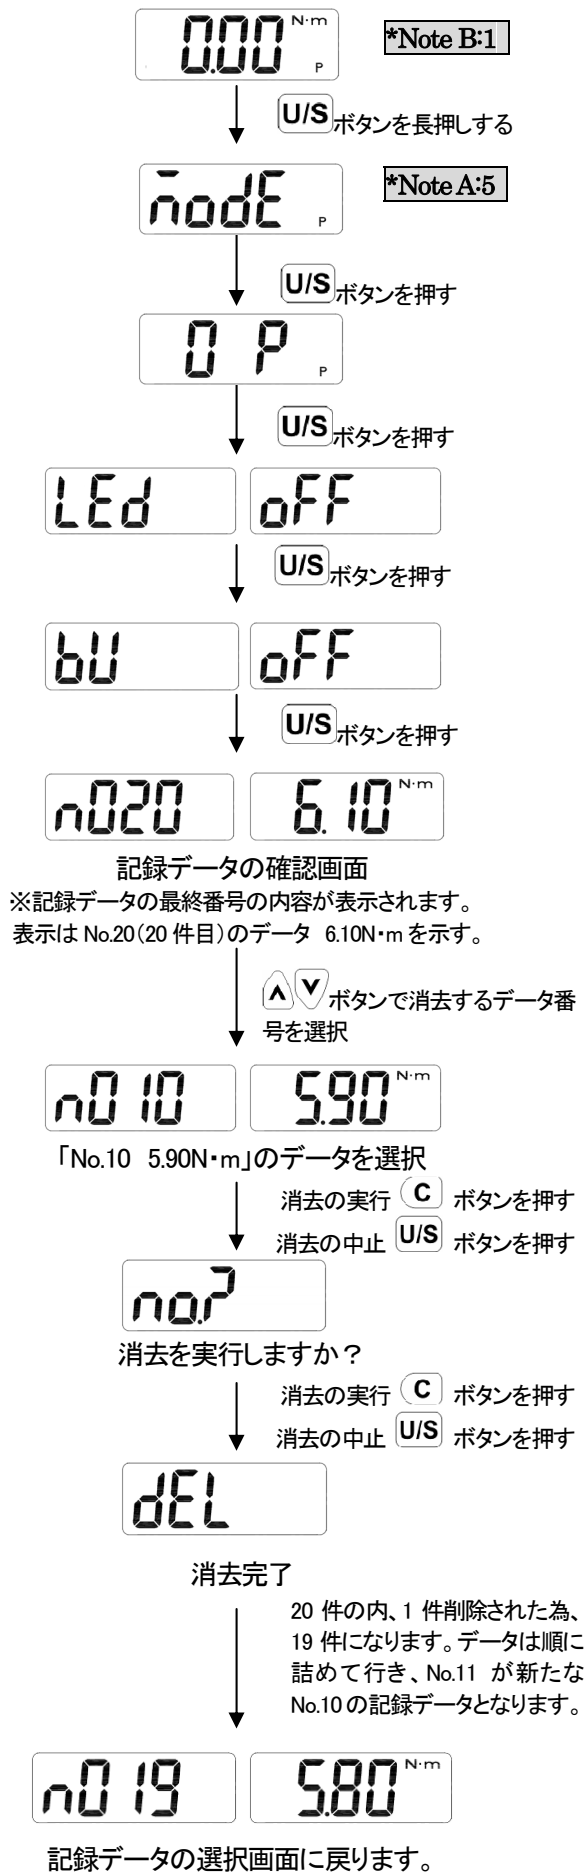 0.00 N·m P
*Note B:1
U/S ボタンを長押しする
modE P
*Note A:5
U/S ボタンを押す
0 P P
U/S ボタンを押す
LEd oFF
U/S ボタンを押す
bU oFF
U/S ボタンを押す
n020 6.10 N·m
記録データの確認画面
※記録データの最終番号の内容が表示されます。
表示は No.20(20 件目)のデータ 6.10N・m を示す。
∧ ∨ ボタンで消去するデータ番
号を選択
n010 5.90 N·m
「No.10 5.90N・m」のデータを選択
消去の実行 C ボタンを押す
消去の中止 U/S ボタンを押す
no.?
消去を実行しますか？
消去の実行 C ボタンを押す
消去の中止 U/S ボタンを押す
dEL
消去完了
20 件の内、1 件削除された為、
19 件になります。データは順に
詰めて行き、No.11 が新たな
No.10 の記録データとなります。
n019 5.80 N·m
記録データの選択画面に戻ります。